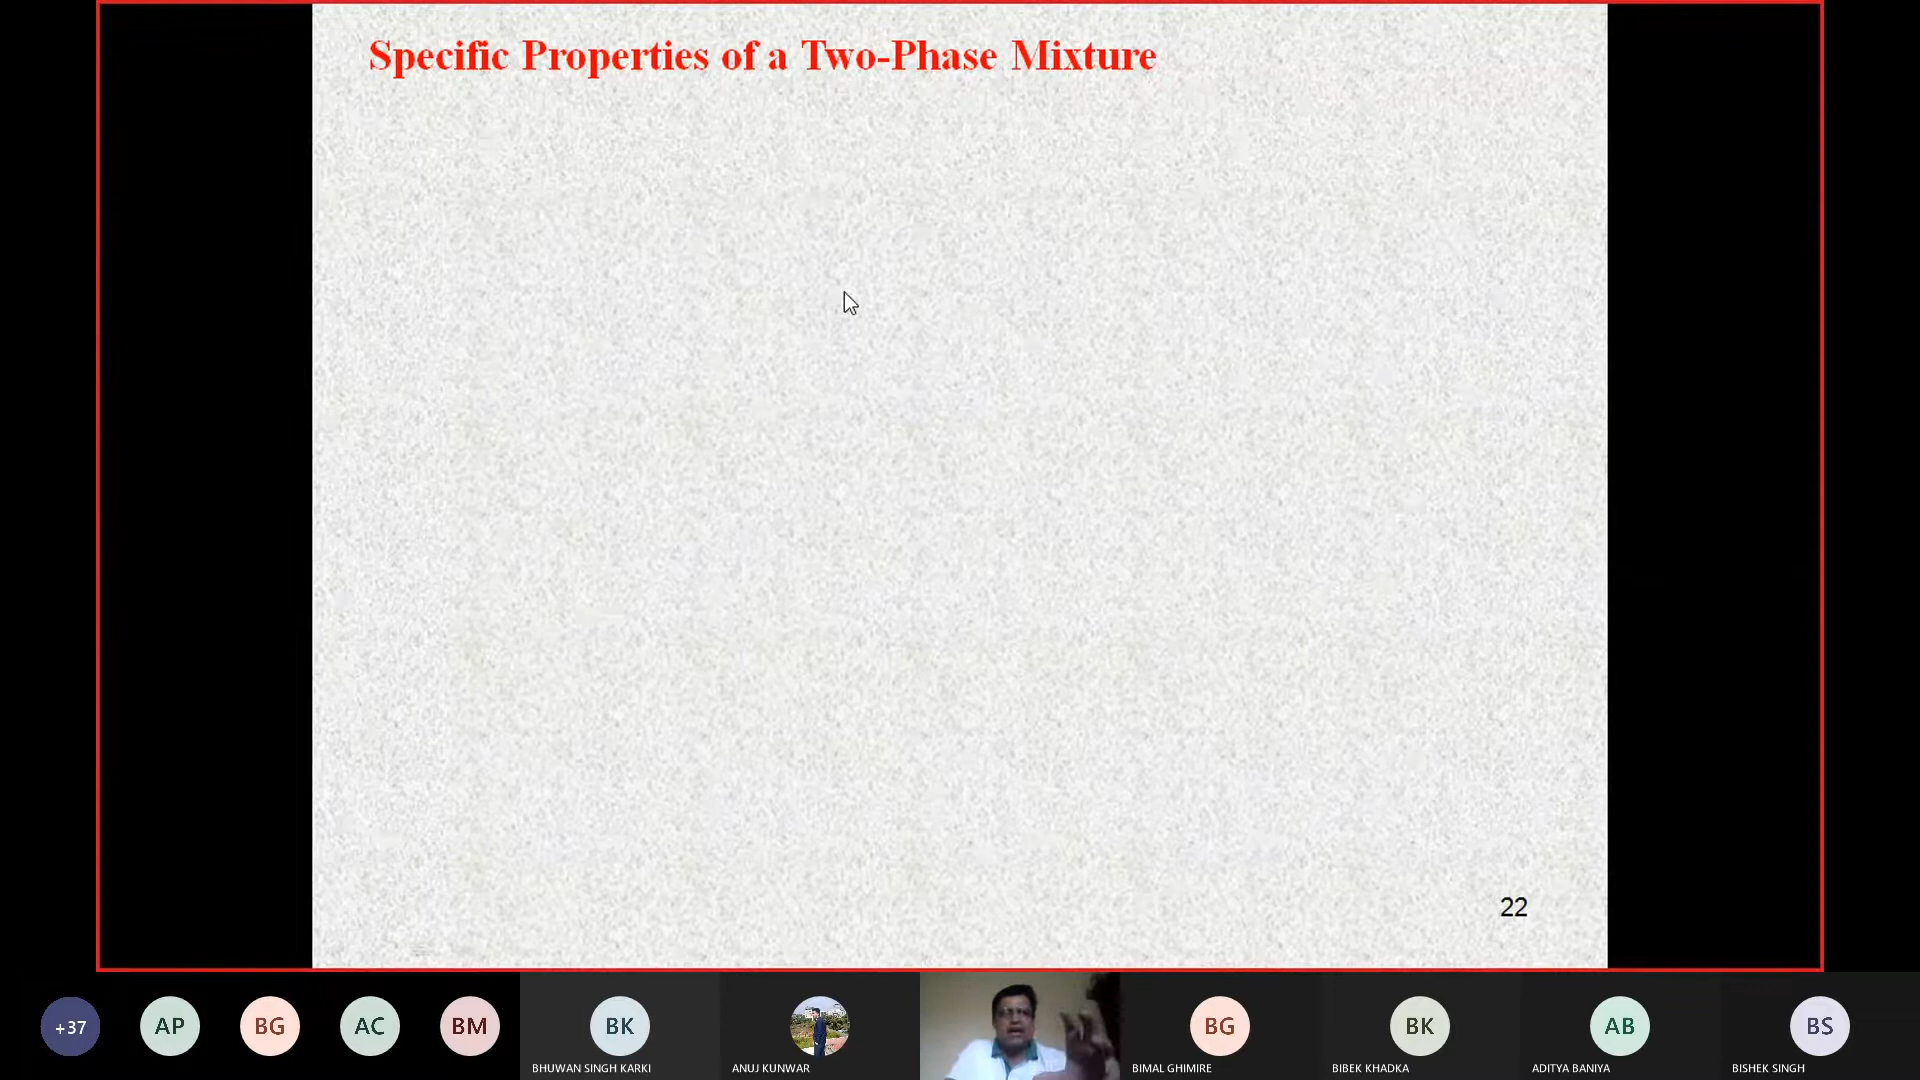 Specific Properties of a Two-Phase Mixture
22
+37
AP
BG
AC
BM
BK
BG
BK
AB
BS
BHUWAN SINGH KARKI
ANUJ KUNWAR
BIMAL GHIMIRE
BIBEK KHADKA
ADITYA BANIYA
BISHEK SINGH